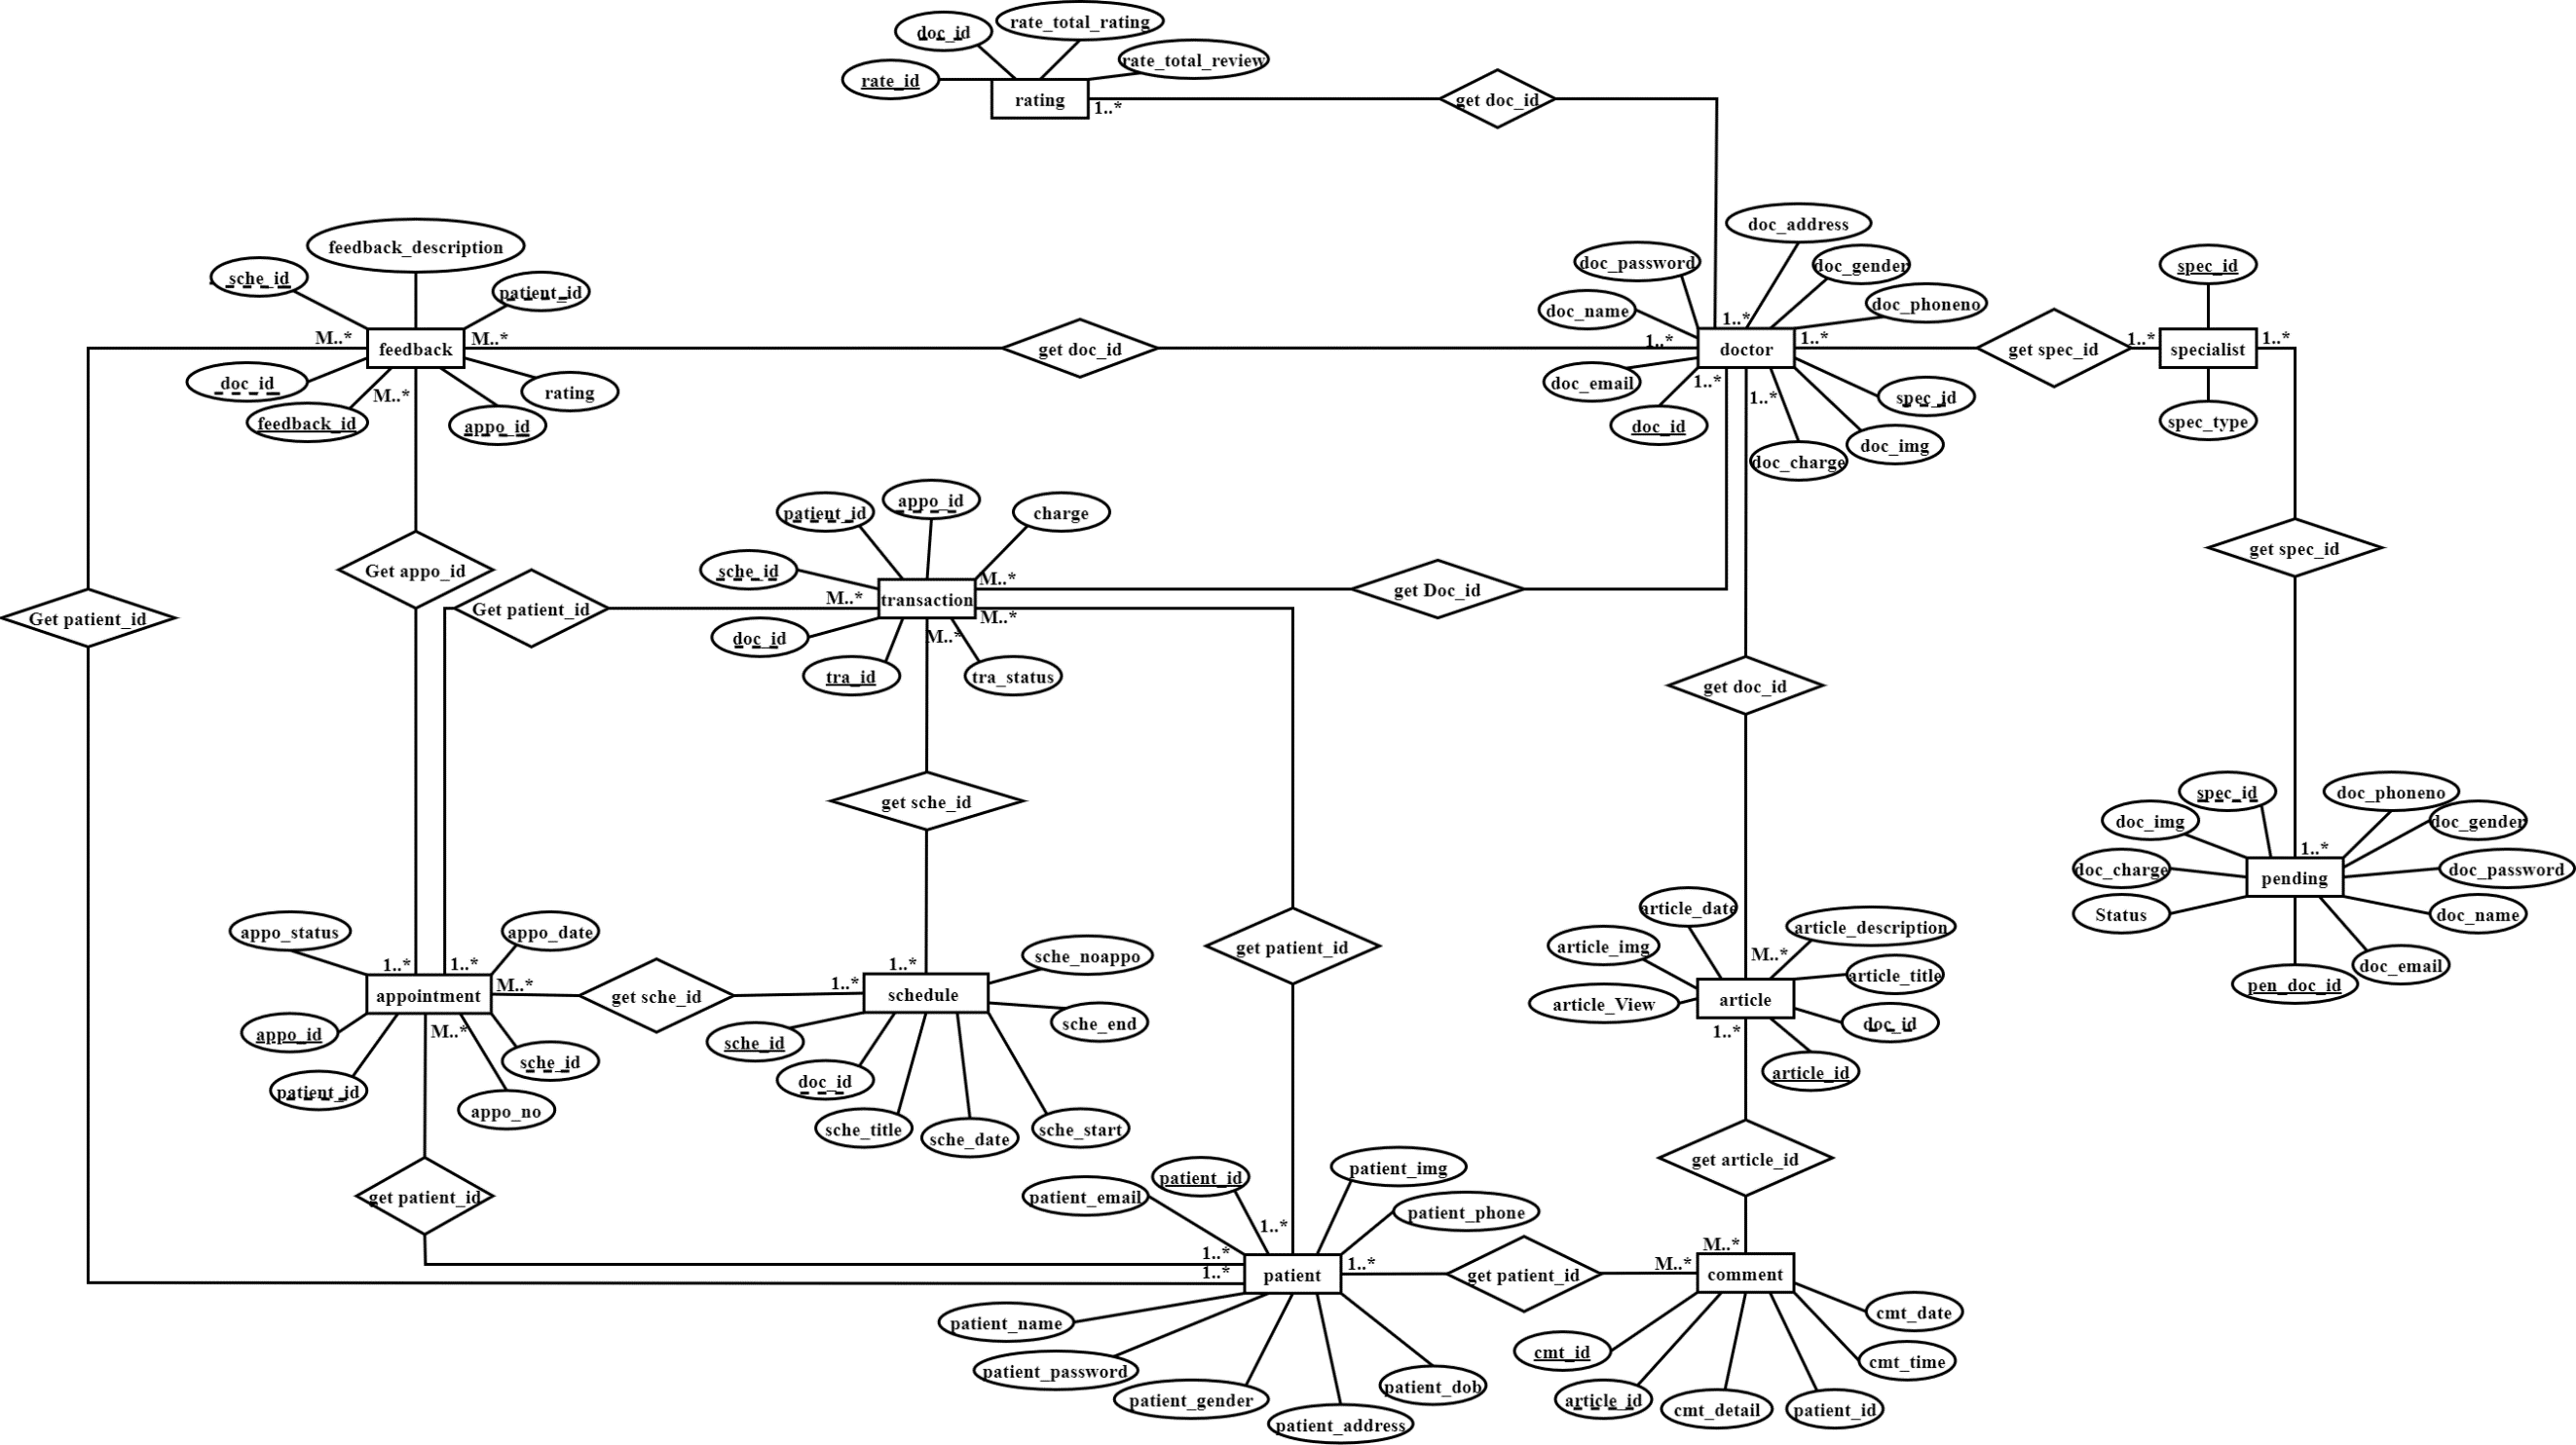 doc_id
rate_total_rating
rate_total_review
rate_id
rating
1..*
get doc_id
feedback_description
sche_id
patient_id
M..*
M..*
feedback
doc_id
M..*
rating
feedback_id
appo_id
get doc_id
doc_address
doc_password
doc_gender
doc_name
doc_phoneno
1..*
1..*
doctor
1..*
doc_email
1..*
1..*
spec_id
doc_id
doc_img
doc_charge
get spec_id
spec_id
1..*
specialist
1..*
spec_type
get spec_id
Get appo_id
Get patient_id
Get patient_id
patient_id
appo_id
charge
sche_id
M..*
M..*
transaction
M..*
doc_id
M..*
tra_id
tra_status
get Doc_id
get doc_id
get sche_id
get patient_id
spec_id
doc_phoneno
doc_img
doc_gender
1..*
doc_charge
doc_password
pending
Status
doc_name
doc_email
pen_doc_id
appo_status
appo_date
1..*
1..*
M..*
appointment
appo_id
M..*
sche_id
patient_id
appo_no
get sche_id
1..*
sche_noappo
1..*
schedule
sche_end
sche_id
doc_id
sche_title
sche_date
sche_start
article_date
article_description
article_img
M..*
article_title
article_View
article
doc_id
1..*
article_id
get article_id
get patient_id
patient_id
patient_img
patient_email
patient_phone
1..*
1..*
1..*
1..*
patient
patient_name
patient_password
patient_dob
patient_gender
patient_address
get patient_id
M..*
M..*
comment
cmt_date
cmt_id
cmt_time
article_id
cmt_detail
patient_id